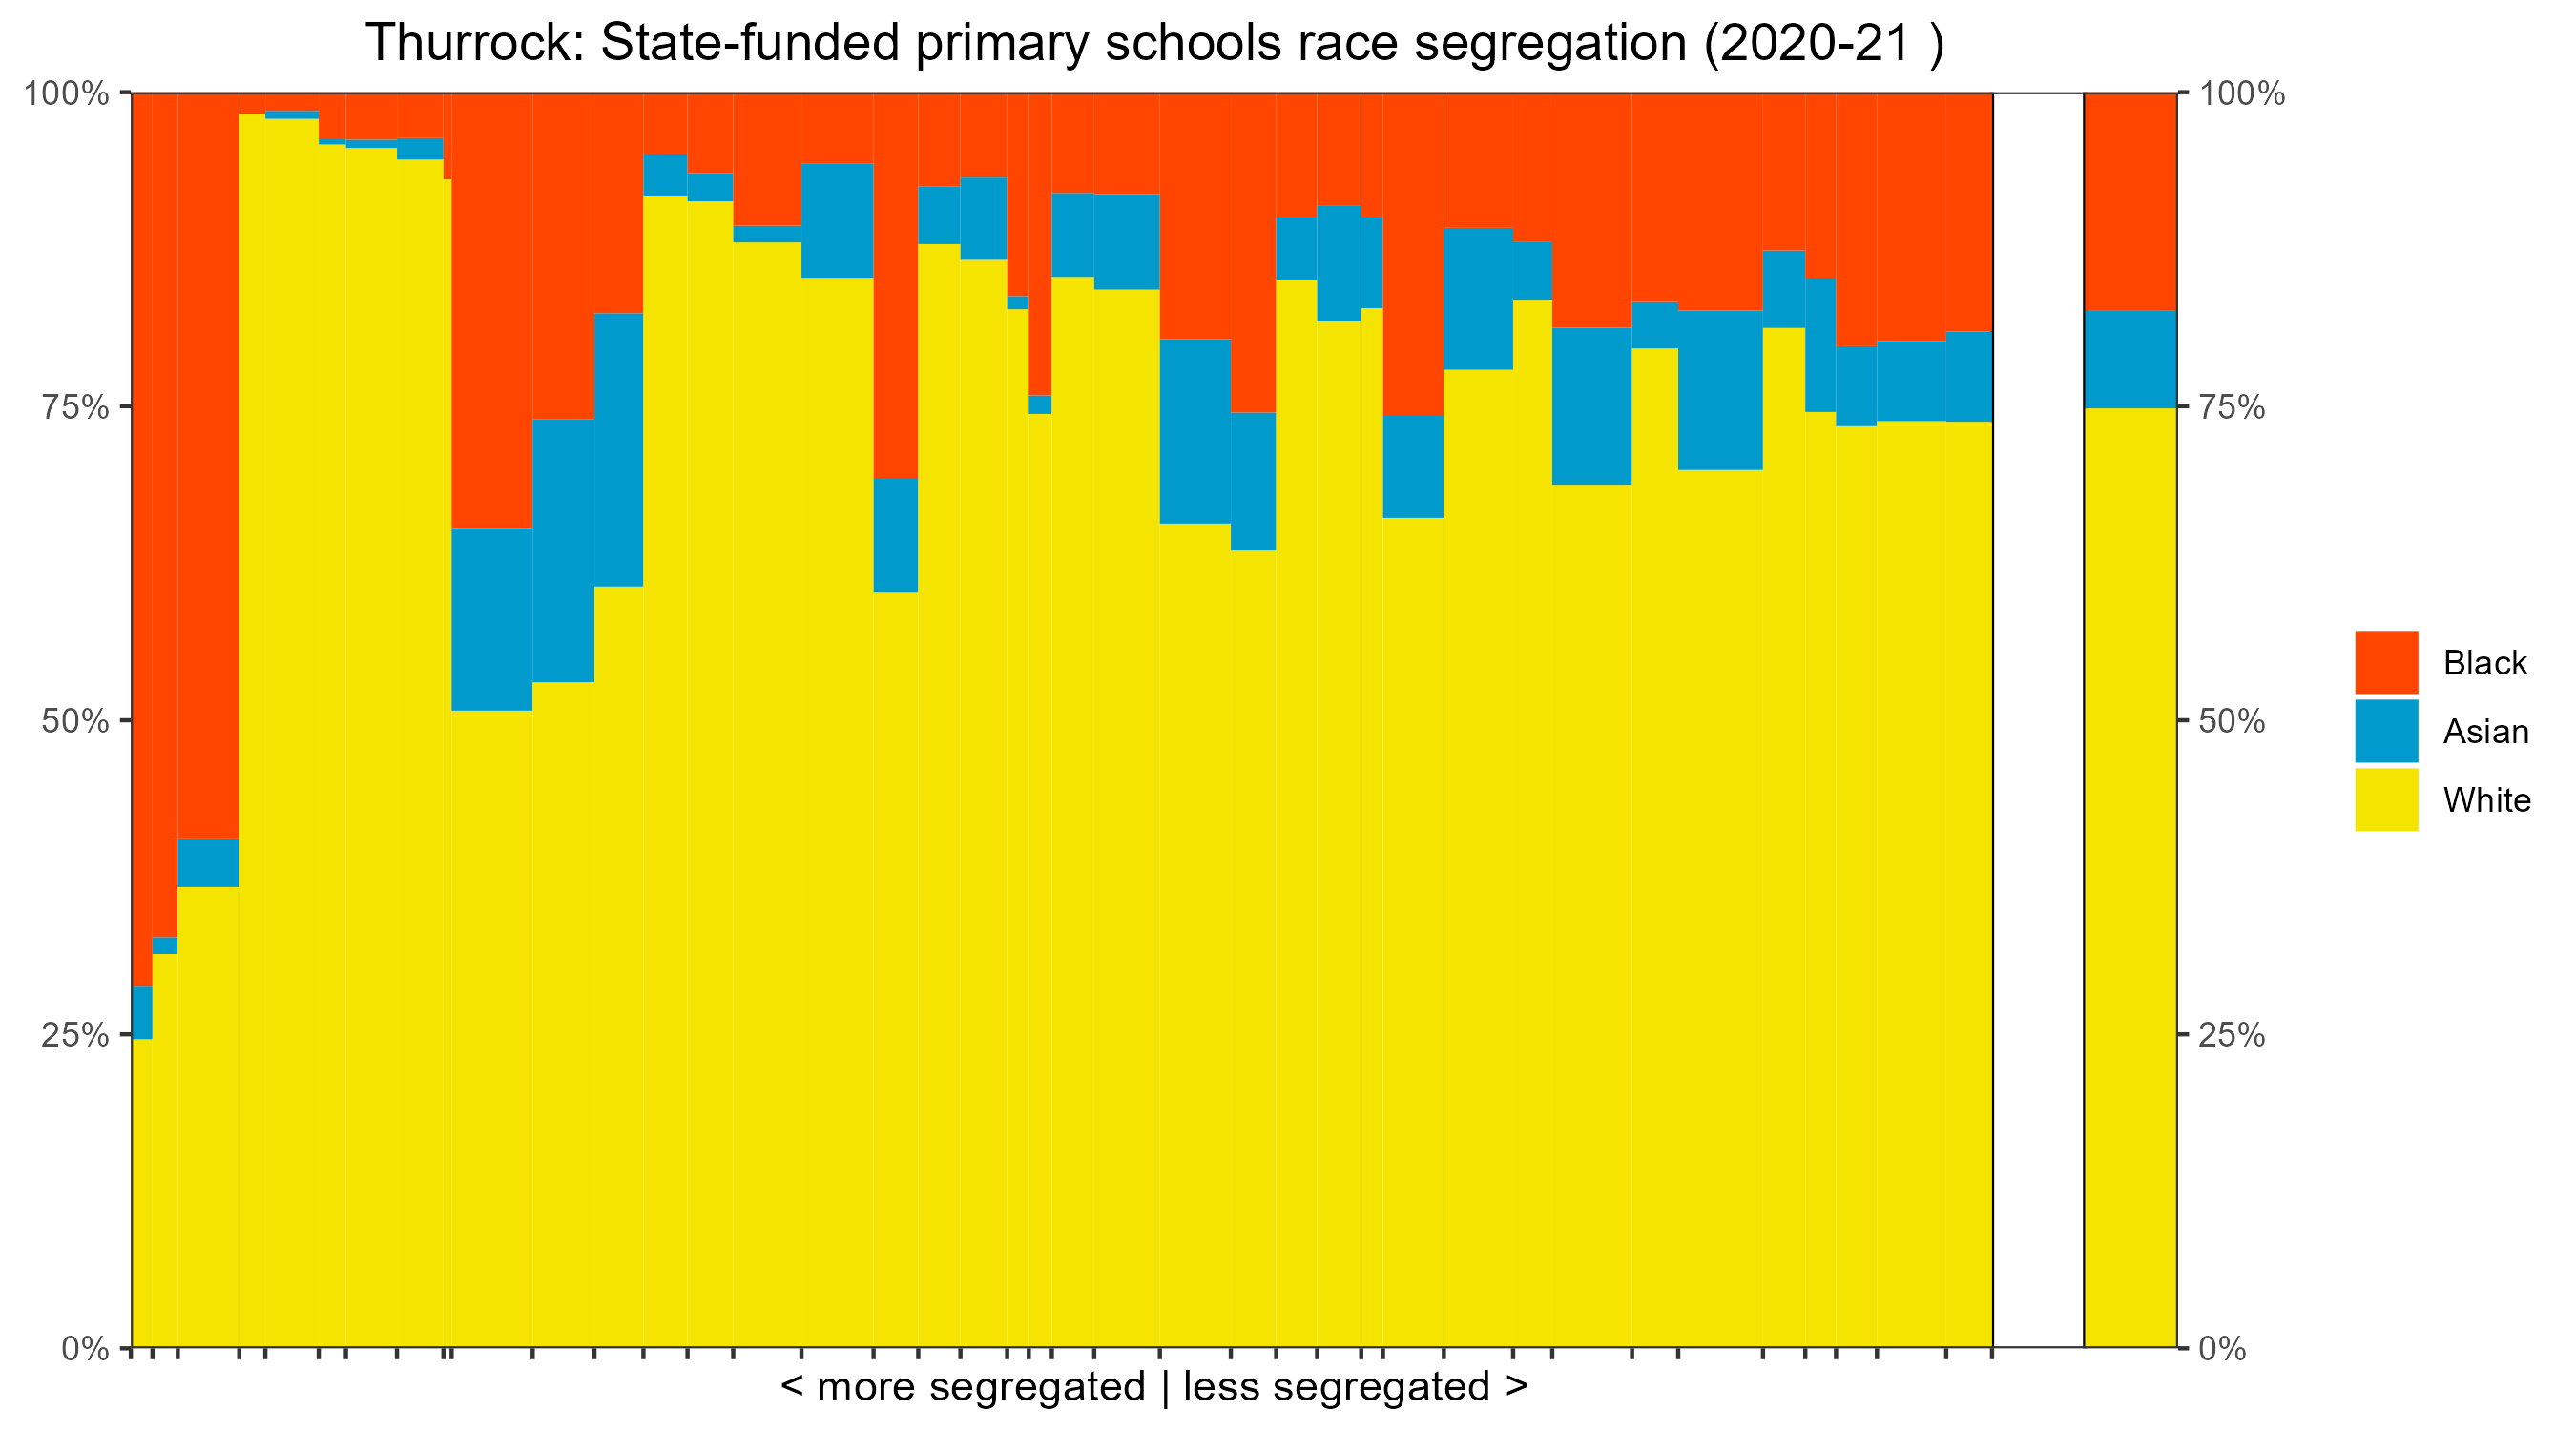 Thurrock: State-funded primary schools race segregation (2020-21 )
100%
75%
50%
25%
0%
100%
75%
50%
25%
0%
Black
Asian
White
< more segregated | less segregated >